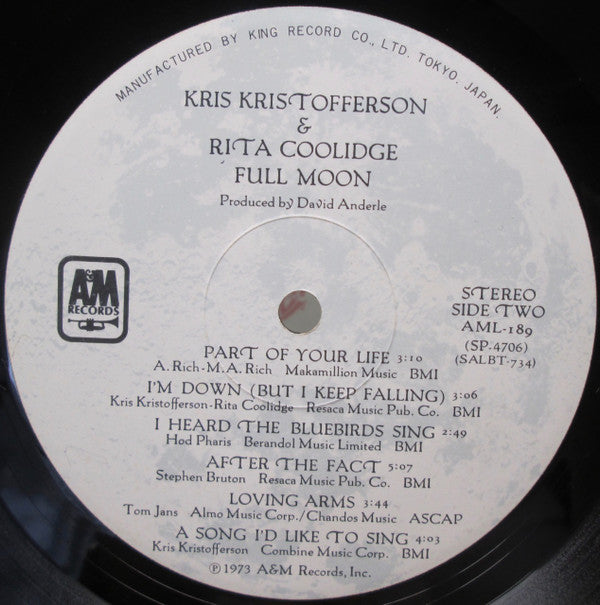 MANUFACTURED BY KING RECORD CO., LTD. TOKYO. JAPAN.
KRIS KRISTOFFERSON
&
RITA COOLIDGE
FULL MOON
Produced by David Anderle
A&M
RECORDS
STEREO
SIDE TWO
AML-189
(SP-4706)
(SALBT-734)
PART OF YOUR LIFE 3:10
A. Rich-M.A. Rich Makamillion Music BMI
I'M DOWN (BUT I KEEP FALLING) 3:06
Kris Kristofferson-Rita Coolidge Resaca Music Pub. Co. BMI
I HEARD THE BLUEBIRDS SING 2:49
Hod Pharis Berandol Music Limited BMI
AFTER THE FACT 5:07
Stephen Bruton Resaca Music Pub. Co. BMI
LOVING ARMS 3:44
Tom Jans Almo Music Corp./Chandos Music ASCAP
A SONG I'D LIKE TO SING 4:03
Kris Kristofferson Combine Music Corp. BMI
℗1973 A&M Records, Inc.